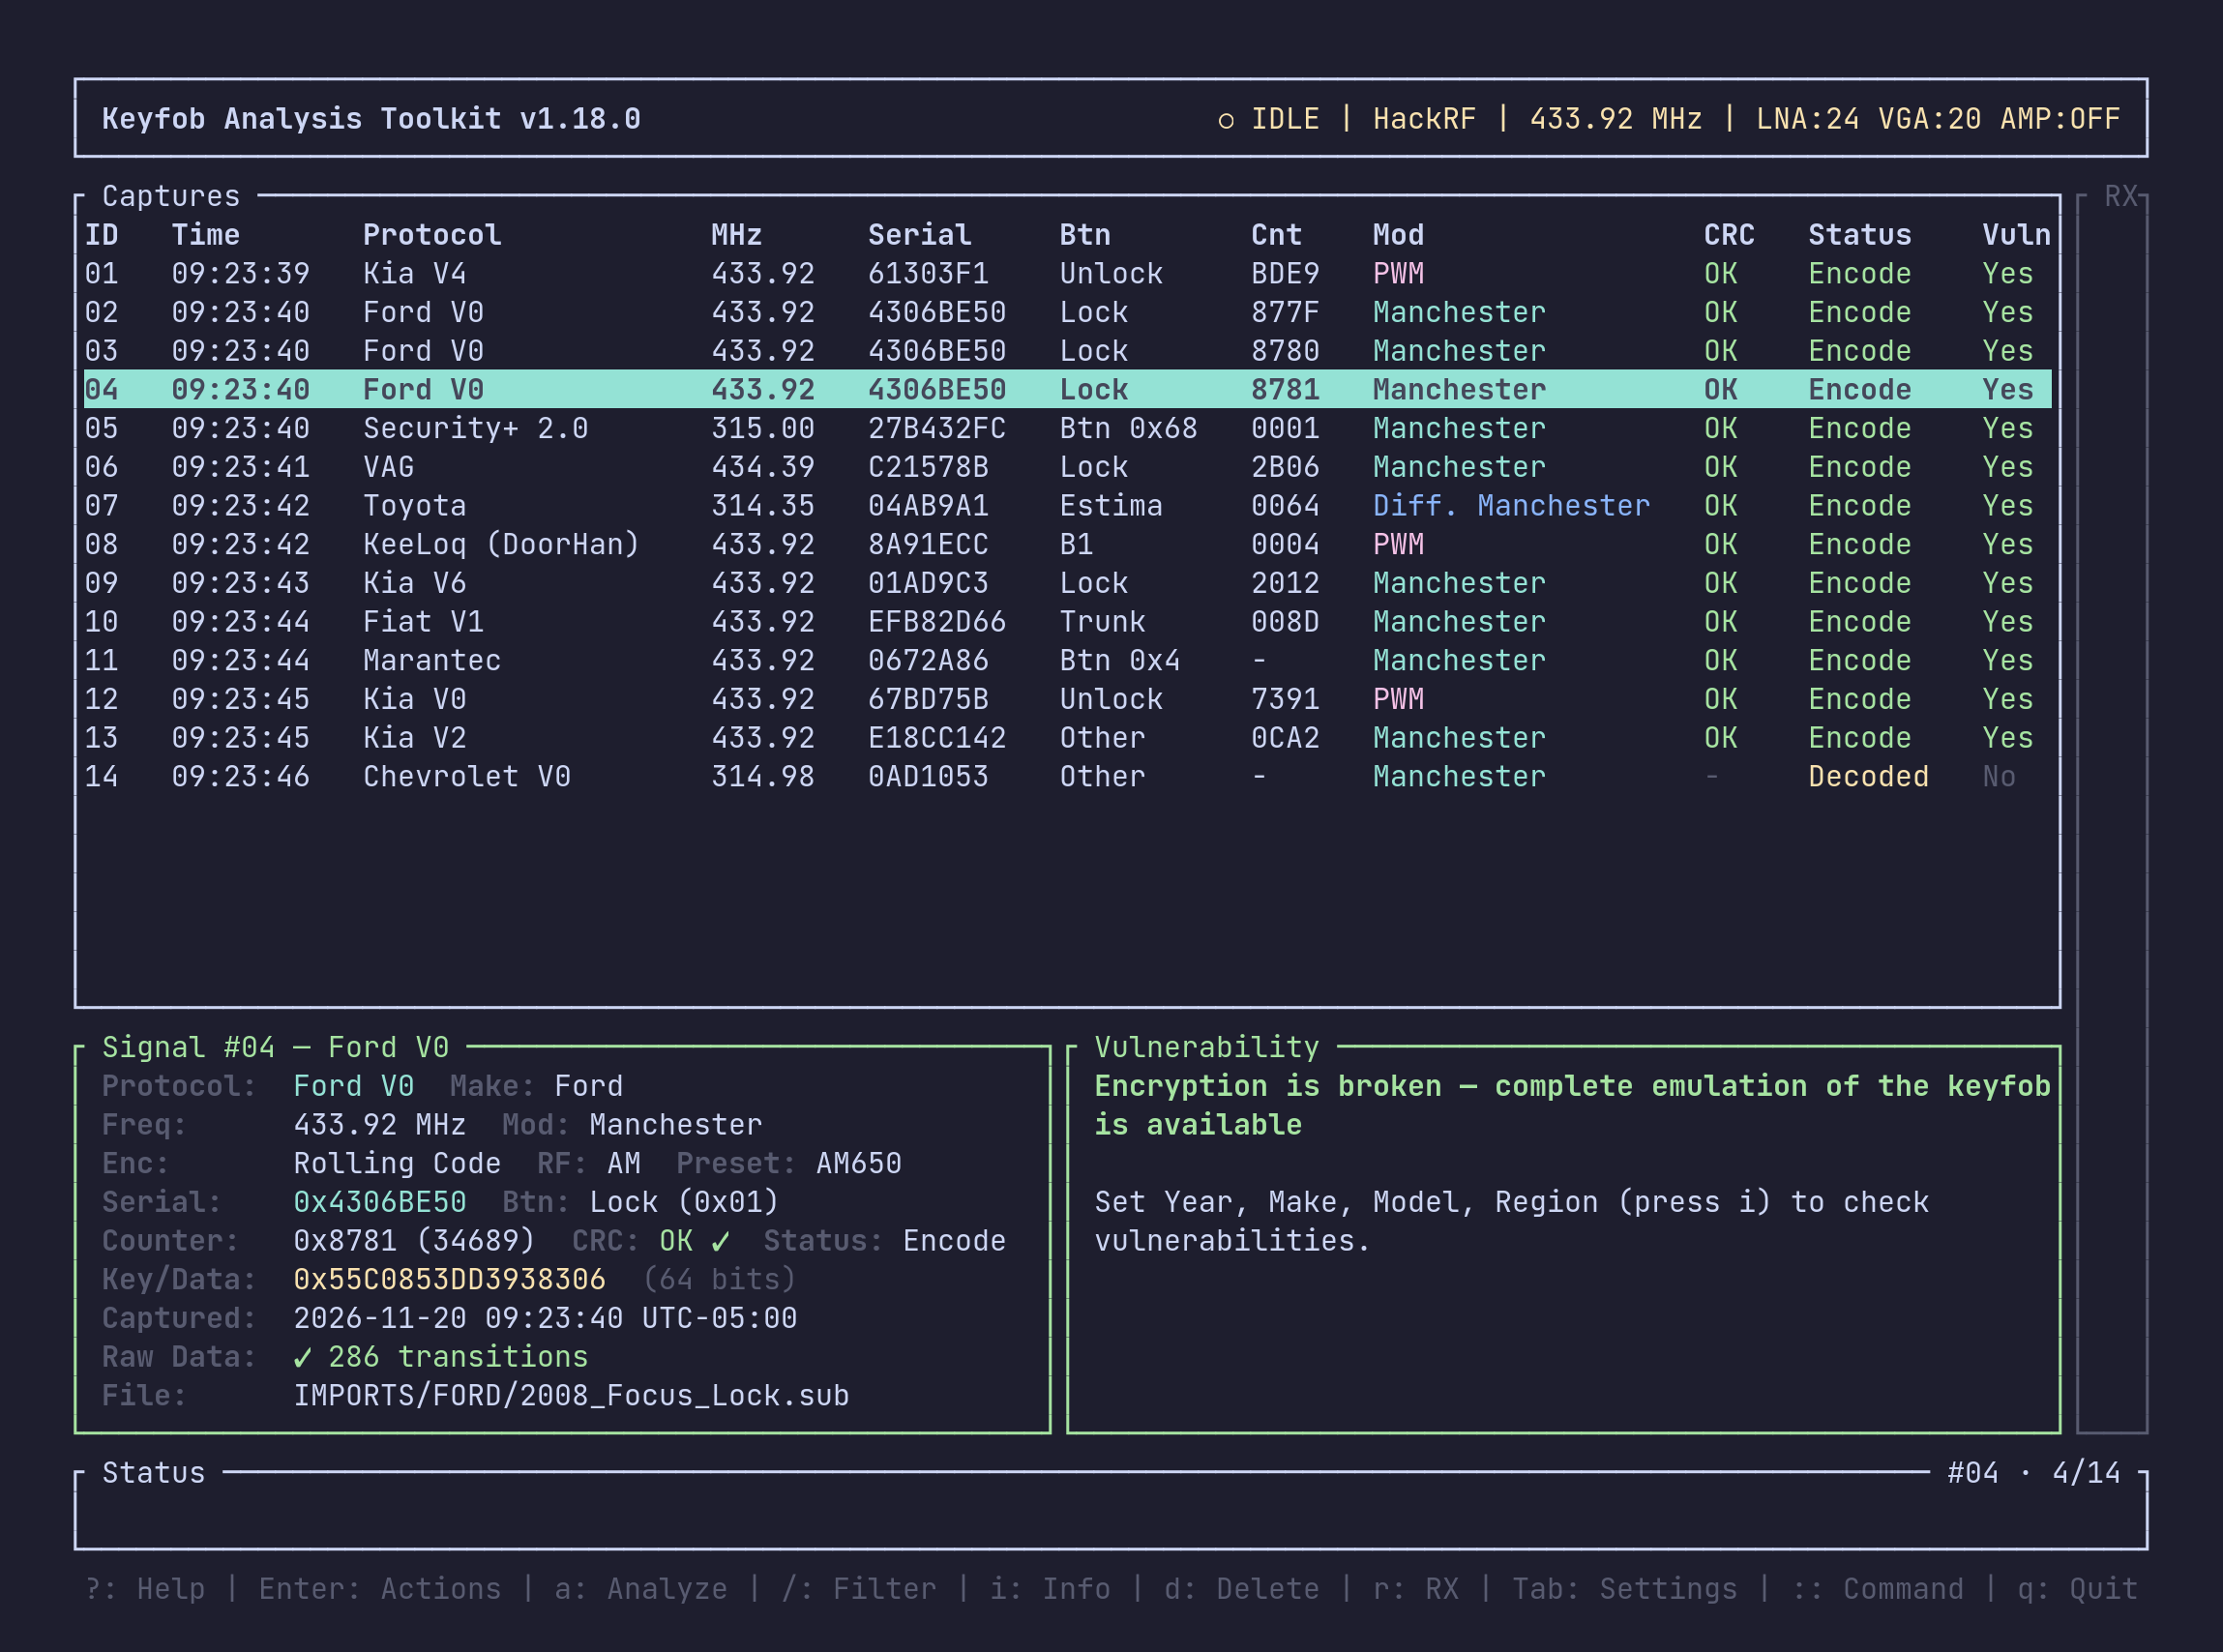 Keyfob Analysis Toolkit v1.18.0 ○ IDLE | HackRF | 433.92 MHz | LNA:24 VGA:20 AMP:OFF
Captures RX
ID Time Protocol MHz Serial Btn Cnt Mod CRC Status Vuln
01 09:23:39 Kia V4 433.92 61303F1 Unlock BDE9 PWM OK Encode Yes
02 09:23:40 Ford V0 433.92 4306BE50 Lock 877F Manchester OK Encode Yes
03 09:23:40 Ford V0 433.92 4306BE50 Lock 8780 Manchester OK Encode Yes
04 09:23:40 Ford V0 433.92 4306BE50 Lock 8781 Manchester OK Encode Yes
05 09:23:40 Security+ 2.0 315.00 27B432FC Btn 0x68 0001 Manchester OK Encode Yes
06 09:23:41 VAG 434.39 C21578B Lock 2B06 Manchester OK Encode Yes
07 09:23:42 Toyota 314.35 04AB9A1 Estima 0064 Diff. Manchester OK Encode Yes
08 09:23:42 KeeLoq (DoorHan) 433.92 8A91ECC B1 0004 PWM OK Encode Yes
09 09:23:43 Kia V6 433.92 01AD9C3 Lock 2012 Manchester OK Encode Yes
10 09:23:44 Fiat V1 433.92 EFB82D66 Trunk 008D Manchester OK Encode Yes
11 09:23:44 Marantec 433.92 0672A86 Btn 0x4 - Manchester OK Encode Yes
12 09:23:45 Kia V0 433.92 67BD75B Unlock 7391 PWM OK Encode Yes
13 09:23:45 Kia V2 433.92 E18CC142 Other 0CA2 Manchester OK Encode Yes
14 09:23:46 Chevrolet V0 314.98 0AD1053 Other - Manchester - Decoded No
Signal #04 — Ford V0
Protocol: Ford V0 Make: Ford
Freq: 433.92 MHz Mod: Manchester
Enc: Rolling Code RF: AM Preset: AM650
Serial: 0x4306BE50 Btn: Lock (0x01)
Counter: 0x8781 (34689) CRC: OK ✓ Status: Encode
Key/Data: 0x55C0853DD3938306 (64 bits)
Captured: 2026-11-20 09:23:40 UTC-05:00
Raw Data: ✓ 286 transitions
File: IMPORTS/FORD/2008_Focus_Lock.sub
Vulnerability
Encryption is broken — complete emulation of the keyfob
is available
Set Year, Make, Model, Region (press i) to check
vulnerabilities.
Status #04 · 4/14
?: Help | Enter: Actions | a: Analyze | /: Filter | i: Info | d: Delete | r: RX | Tab: Settings | :: Command | q: Quit